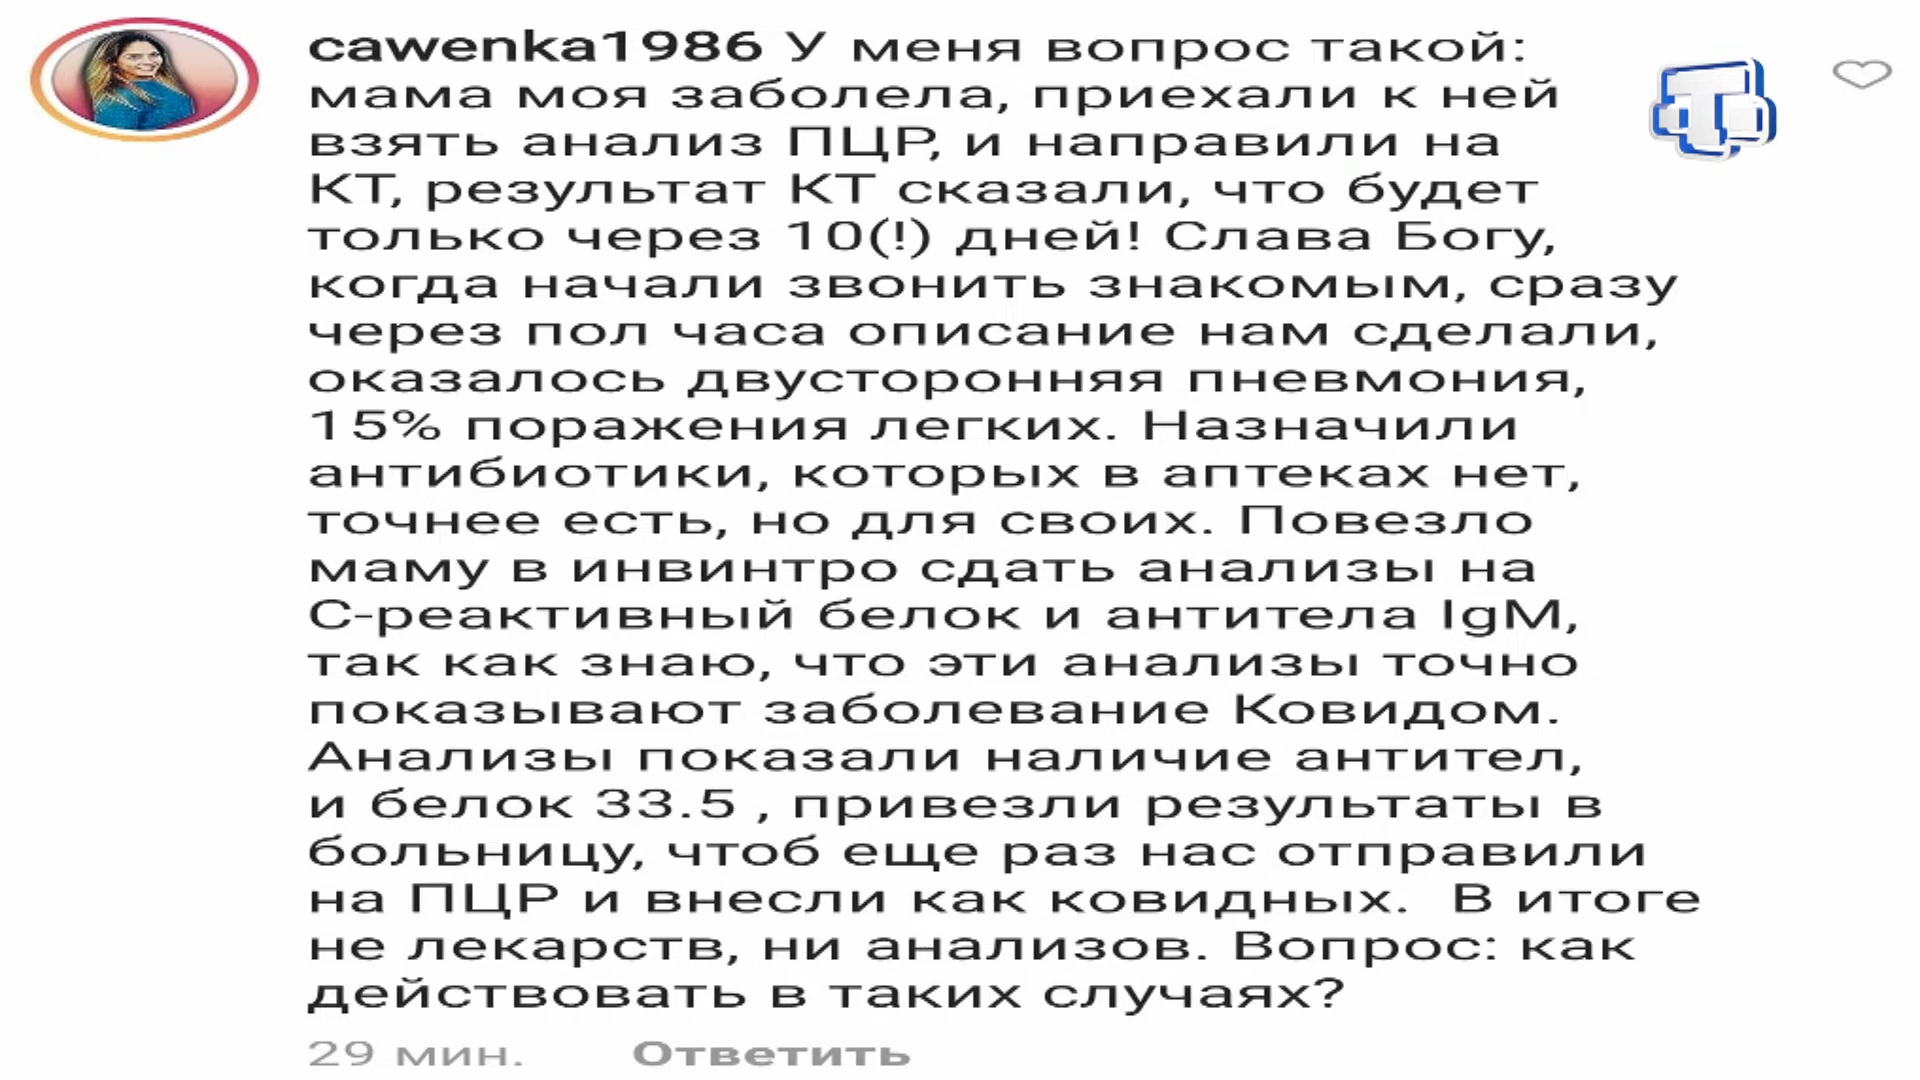 cawenka1986 У меня вопрос такой:
мама моя заболела, приехали к ней
взять анализ ПЦР, и направили на
КТ, результат КТ сказали, что будет
только через 10(!) дней! Слава Богу,
когда начали звонить знакомым, сразу
через пол часа описание нам сделали,
оказалось двусторонняя пневмония,
15% поражения легких. Назначили
антибиотики, которых в аптеках нет,
точнее есть, но для своих. Повезло
маму в инвинтро сдать анализы на
С-реактивный белок и антитела IgM,
так как знаю, что эти анализы точно
показывают заболевание Ковидом.
Анализы показали наличие антител,
и белок 33.5 , привезли результаты в
больницу, чтоб еще раз нас отправили
на ПЦР и внесли как ковидных. В итоге
не лекарств, ни анализов. Вопрос: как
действовать в таких случаях?
29 мин. Ответить